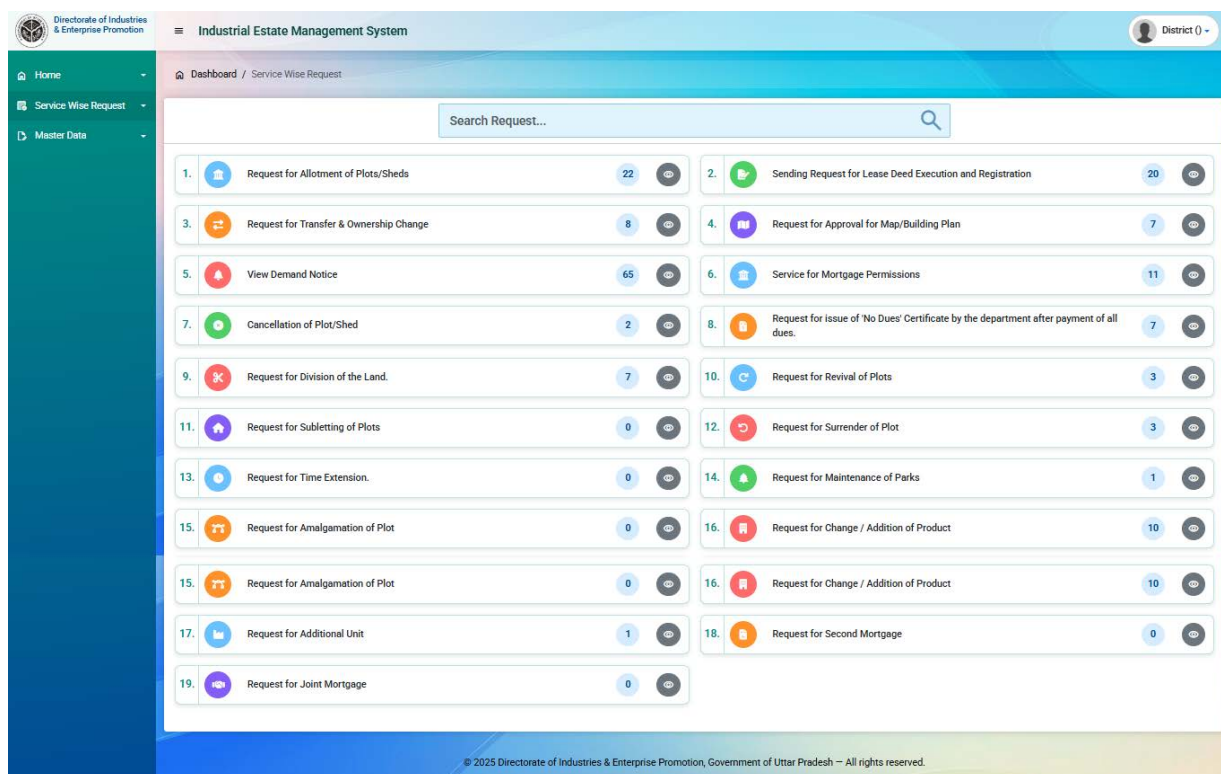 Directorate of Industries
& Enterprise Promotion
Industrial Estate Management System
District ()
Home
Service Wise Request
Master Data
Dashboard / Service Wise Request
Search Request...
1. Request for Allotment of Plots/Sheds 22
2. Sending Request for Lease Deed Execution and Registration 20
3. Request for Transfer & Ownership Change 8
4. Request for Approval for Map/Building Plan 7
5. View Demand Notice 65
6. Service for Mortgage Permissions 11
7. Cancellation of Plot/Shed 2
8. Request for issue of 'No Dues' Certificate by the department after payment of all
dues. 7
9. Request for Division of the Land. 7
10. Request for Revival of Plots 3
11. Request for Subletting of Plots 0
12. Request for Surrender of Plot 3
13. Request for Time Extension. 0
14. Request for Maintenance of Parks 1
15. Request for Amalgamation of Plot 0
16. Request for Change / Addition of Product 10
15. Request for Amalgamation of Plot 0
16. Request for Change / Addition of Product 10
17. Request for Additional Unit 1
18. Request for Second Mortgage 0
19. Request for Joint Mortgage 0
© 2025 Directorate of Industries & Enterprise Promotion, Government of Uttar Pradesh — All rights reserved.